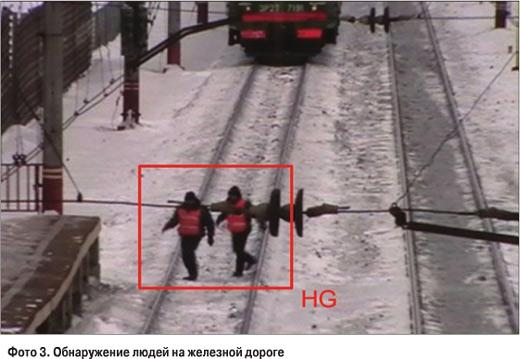 HG
Фото 3. Обнаружение людей на железной дороге